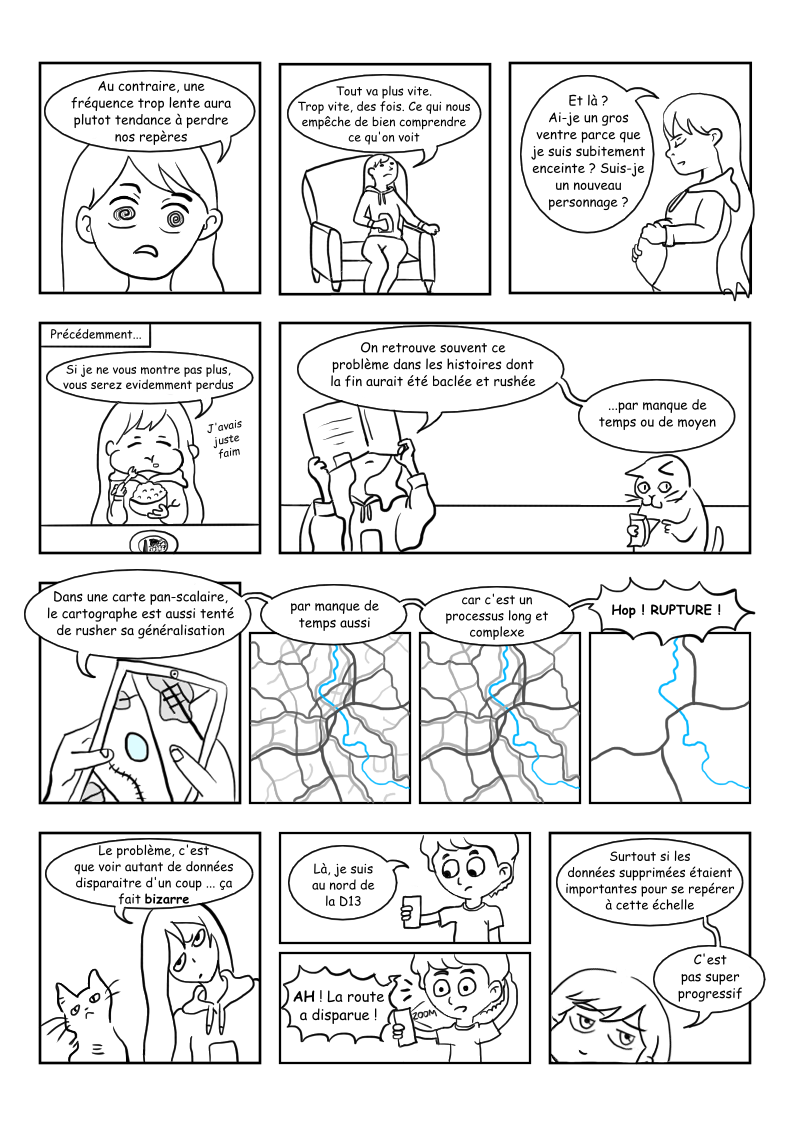 Au contraire, une
fréquence trop lente aura
plutot tendance à perdre
nos repères
Tout va plus vite.
Trop vite, des fois. Ce qui nous
empêche de bien comprendre
ce qu'on voit
Et là ?
Ai-je un gros
ventre parce que
je suis subitement
enceinte ? Suis-je
un nouveau
personnage ?
Précédemment...
Si je ne vous montre pas plus,
vous serez evidemment perdus
J'avais
juste
faim
On retrouve souvent ce
problème dans les histoires dont
la fin aurait été baclée et rushée
...par manque de
temps ou de moyen
Dans une carte pan-scalaire,
le cartographe est aussi tenté
de rusher sa généralisation
par manque de
temps aussi
car c'est un
processus long et
complexe
Hop ! RUPTURE !
Le problème, c'est
que voir autant de données
disparaitre d'un coup ... ça
fait bizarre
Là, je suis
au nord de
la D13
AH ! La route
a disparue !
ZOOM
Surtout si les
données supprimées étaient
importantes pour se repérer
à cette échelle
C'est
pas super
progressif